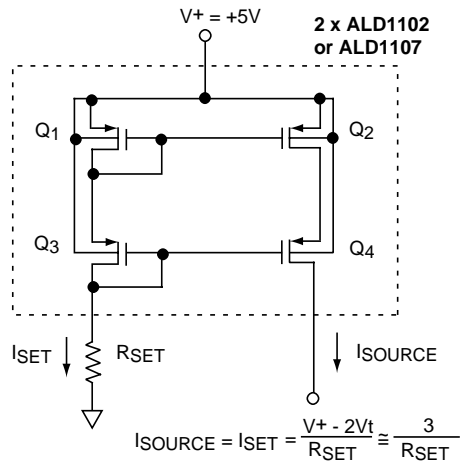 V+ = +5V
2 x ALD1102
or ALD1107
Q1
Q2
Q3
Q4
ISET
RSET
ISOURCE
ISOURCE = ISET = V+ - 2Vt / RSET ≅ 3 / RSET